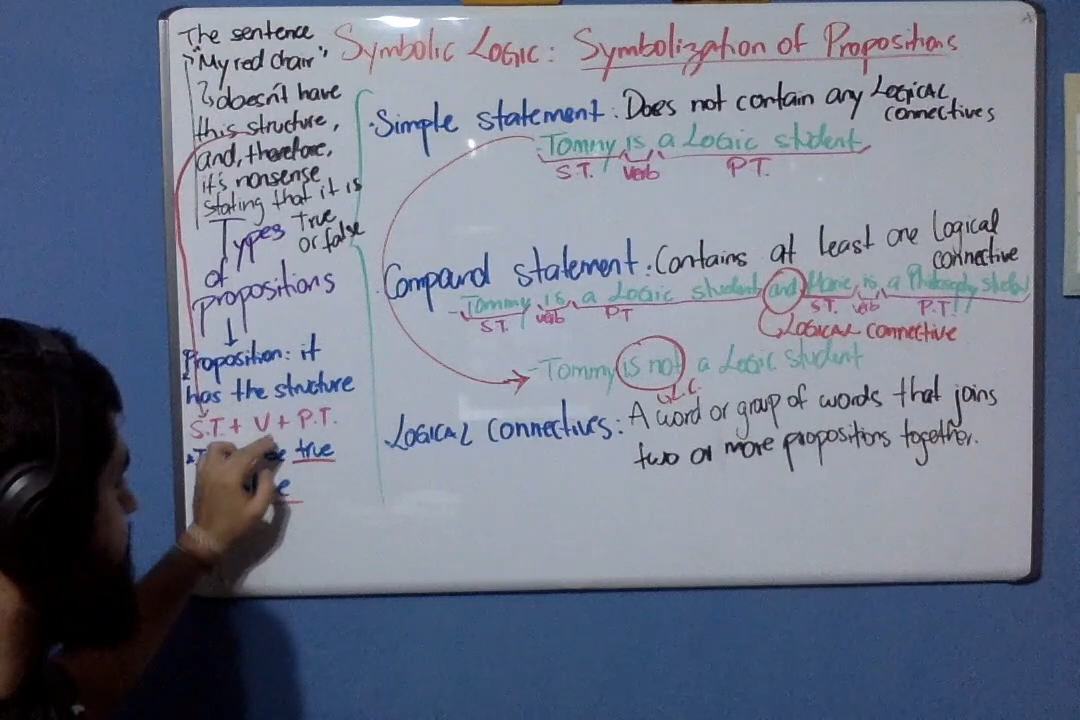 The sentence
"My red chair"
doesn't have
this structure,
and, therefore,
it's nonsense
stating that it is
true
or false
Symbolic Logic: Symbolization of Propositions
Types
of
propositions
Proposition: it
has the structure
S.T + V + P.T.
true
· Simple statement: Does not contain any LOGICAL
connectives
- Tommy is a Logic student
S.T. verb P.T.
· Compound statement: Contains at least one Logical
connective
- Tommy is a Logic student and Marie is a Philosophy student
S.T. verb P.T S.T. verb P.T.
LOGICAL connective
- Tommy is not a Logic student
L.C.
LOGICAL connectives: A word or group of words that joins
two or more propositions together.